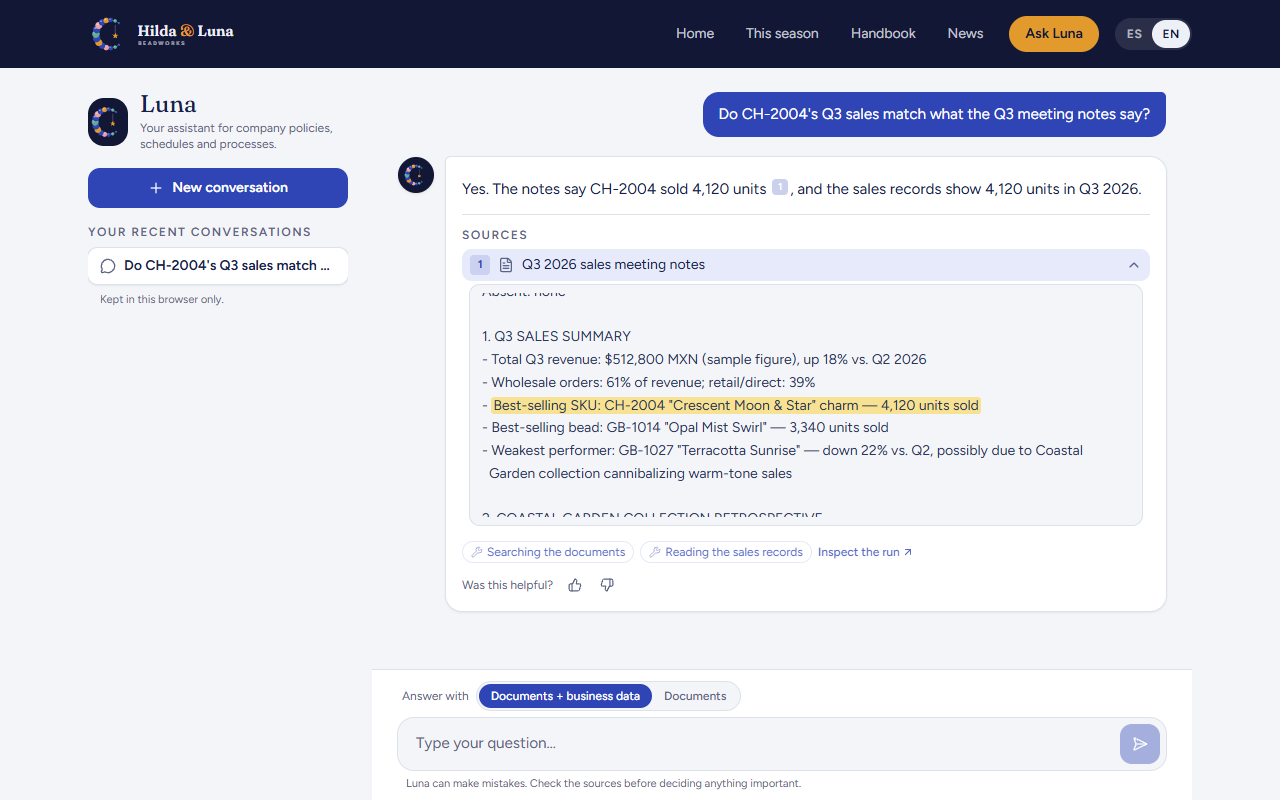 Hilda & Luna
BEADWORKS
Home
This season
Handbook
News
Ask Luna
ES
EN
Luna
Your assistant for company policies,
schedules and processes.
+ New conversation
YOUR RECENT CONVERSATIONS
Do CH-2004's Q3 sales match ...
Kept in this browser only.
Do CH-2004's Q3 sales match what the Q3 meeting notes say?
Yes. The notes say CH-2004 sold 4,120 units 1, and the sales records show 4,120 units in Q3 2026.
SOURCES
1 Q3 2026 sales meeting notes
Absent: none
1. Q3 SALES SUMMARY
- Total Q3 revenue: $512,800 MXN (sample figure), up 18% vs. Q2 2026
- Wholesale orders: 61% of revenue; retail/direct: 39%
- Best-selling SKU: CH-2004 "Crescent Moon & Star" charm — 4,120 units sold
- Best-selling bead: GB-1014 "Opal Mist Swirl" — 3,340 units sold
- Weakest performer: GB-1027 "Terracotta Sunrise" — down 22% vs. Q2, possibly due to Coastal
Garden collection cannibalizing warm-tone sales
2. COASTAL GARDEN COLLECTION RETROSPECTIVE
Searching the documents
Reading the sales records
Inspect the run ↗
Was this helpful?
Answer with
Documents + business data
Documents
Type your question...
Luna can make mistakes. Check the sources before deciding anything important.